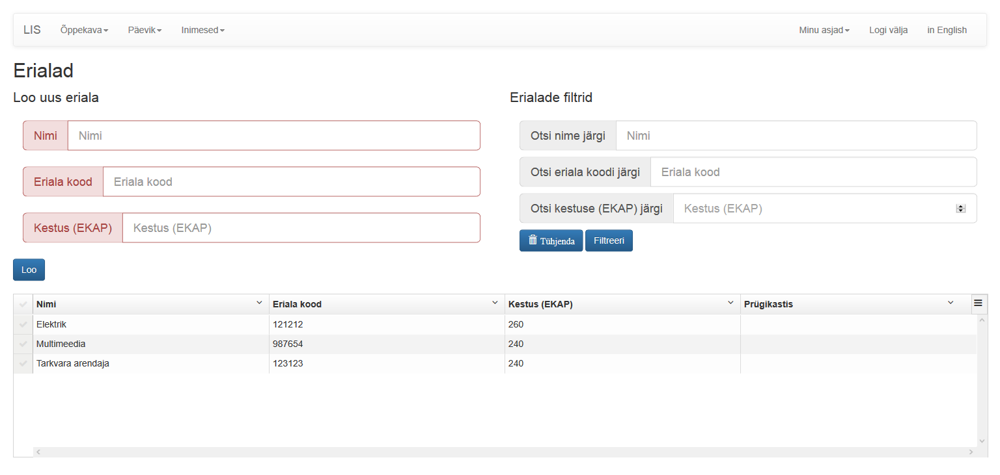 LIS Õppekava Päevik Inimesed Minu asjad Logi välja in English
Erialad
Loo uus eriala
Nimi Nimi
Eriala kood Eriala kood
Kestus (EKAP) Kestus (EKAP)
Loo
Erialade filtrid
Otsi nime järgi Nimi
Otsi eriala koodi järgi Eriala kood
Otsi kestuse (EKAP) järgi Kestus (EKAP)
Tühjenda Filtreeri
Nimi Eriala kood Kestus (EKAP) Prügikastis
Elektrik 121212 260
Multimeedia 987654 240
Tarkvara arendaja 123123 240